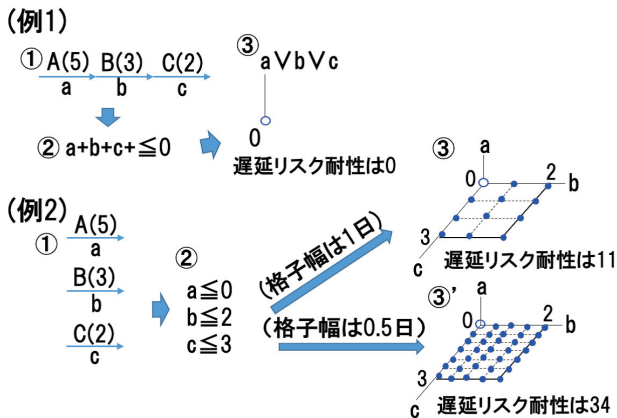 (例1)
① A(5) B(3) C(2)
a b c
② a+b+c+≦0
③ a∨b∨c
0
遅延リスク耐性は0
(例2)
① A(5)
a
B(3)
b
C(2)
c
②
a≦0
b≦2
c≦3
(格子幅は1日)
(格子幅は0.5日)
③
a
0 2 b
3
c
遅延リスク耐性は11
③'
a
0 2 b
3
c
遅延リスク耐性は34